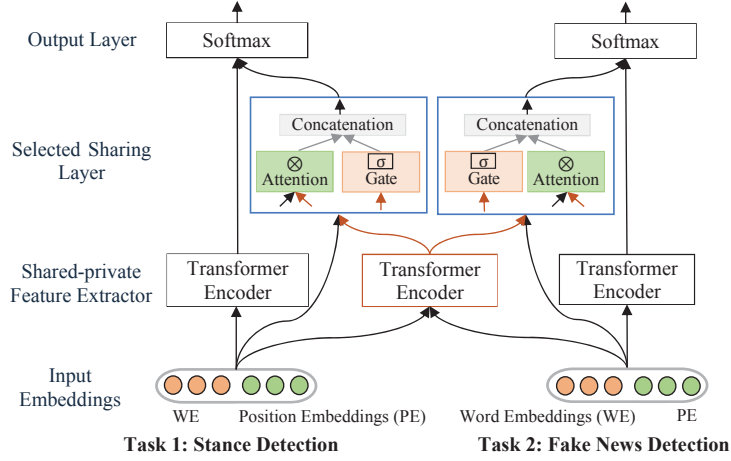 Output Layer
Softmax
Softmax
Concatenation
Concatenation
Selected Sharing
Layer
⊗
Attention
σ
Gate
σ
Gate
⊗
Attention
Shared-private
Feature Extractor
Transformer
Encoder
Transformer
Encoder
Transformer
Encoder
Input
Embeddings
WE
Position Embeddings (PE)
Word Embeddings (WE)
PE
Task 1: Stance Detection
Task 2: Fake News Detection